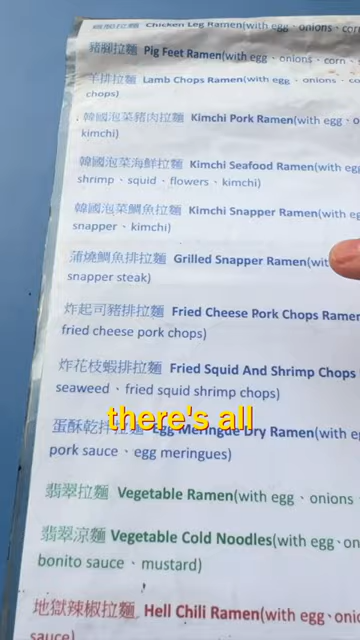 雞腿拉麵 Chicken Leg Ramen(with egg、onions、corn
豬腳拉麵 Pig Feet Ramen(with egg、onions、corn、
羊排拉麵 Lamb Chops Ramen(with egg、onions、co
chops)
韓國泡菜豬肉拉麵 Kimchi Pork Ramen(with egg、o
kimchi)
韓國泡菜海鮮拉麵 Kimchi Seafood Ramen(with egg
shrimp、squid、flowers、kimchi)
韓國泡菜鯛魚拉麵 Kimchi Snapper Ramen(with eg
snapper、kimchi)
蒲燒鯛魚排拉麵 Grilled Snapper Ramen(wit
snapper steak)
炸起司豬排拉麵 Fried Cheese Pork Chops Ramen
fried cheese pork chops)
炸花枝蝦排拉麵 Fried Squid And Shrimp Chops
seaweed、fried squid shrimp chops)
there's all
蛋酥乾拌拉麵 Egg Meringue Dry Ramen(with e
pork sauce、egg meringues)
翡翠拉麵 Vegetable Ramen(with egg、onions
翡翠涼麵 Vegetable Cold Noodles(with egg、on
bonito sauce、mustard)
地獄辣椒拉麵 Hell Chili Ramen(with egg、onio
sauce)